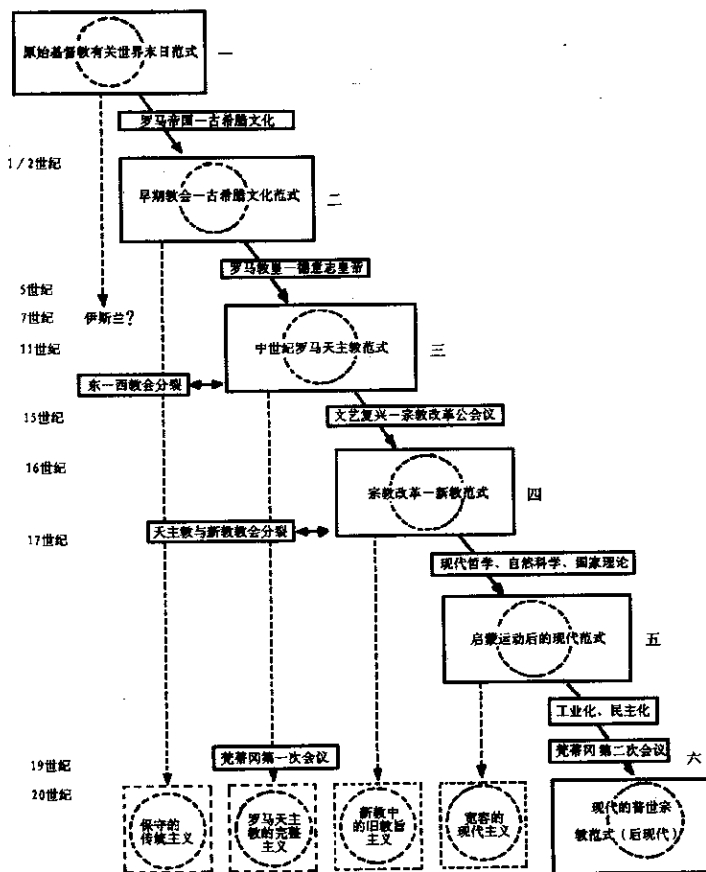 原始基督教有关世界末日范式
一
罗马帝国—古希腊文化
1/2世纪
早期教会—古希腊文化范式
二
罗马教皇—德意志皇帝
5世纪
7世纪
伊斯兰？
11世纪
中世纪罗马天主教范式
三
东—西教会分裂
15世纪
文艺复兴—宗教改革公会议
16世纪
宗教改革—新教范式
四
17世纪
天主教与新教教会分裂
现代哲学、自然科学、国家理论
启蒙运动后的现代范式
五
工业化、民主化
19世纪
梵蒂冈第一次会议
梵蒂冈第二次会议
六
20世纪
保守的
传统主义
罗马天主
教的完整
主义
新教中
的旧教旨
主义
宽容的
现代主义
现代的普世宗
教范式（后现代）